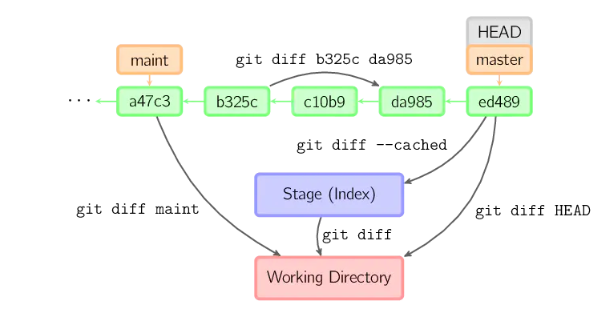 HEAD
maint
master
git diff b325c da985
...
a47c3
b325c
c10b9
da985
ed489
git diff --cached
Stage (Index)
git diff maint
git diff HEAD
git diff
Working Directory